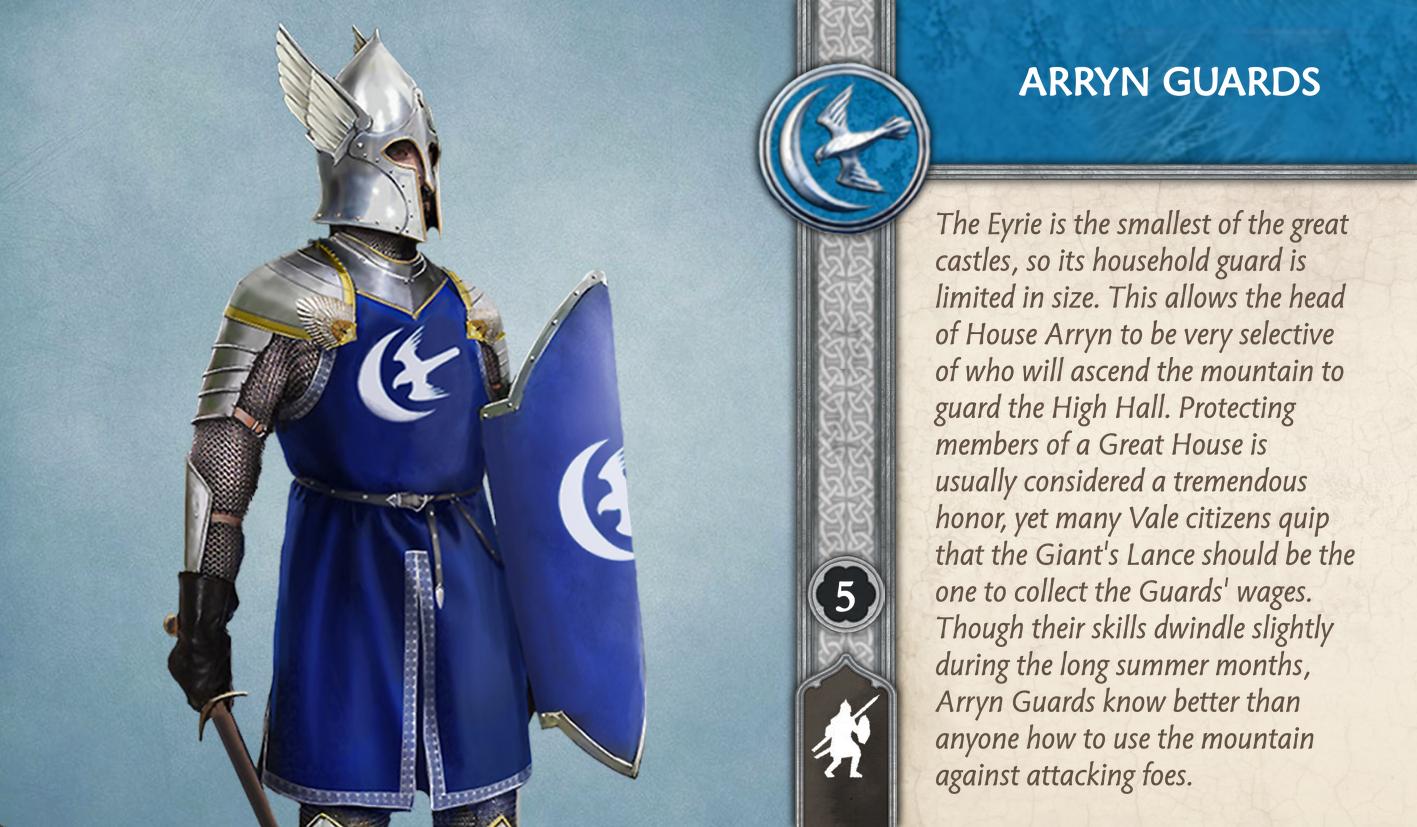 ARRYN GUARDS
The Eyrie is the smallest of the great
castles, so its household guard is
limited in size. This allows the head
of House Arryn to be very selective
of who will ascend the mountain to
guard the High Hall. Protecting
members of a Great House is
usually considered a tremendous
honor, yet many Vale citizens quip
that the Giant's Lance should be the
one to collect the Guards' wages.
Though their skills dwindle slightly
during the long summer months,
Arryn Guards know better than
anyone how to use the mountain
against attacking foes.
5